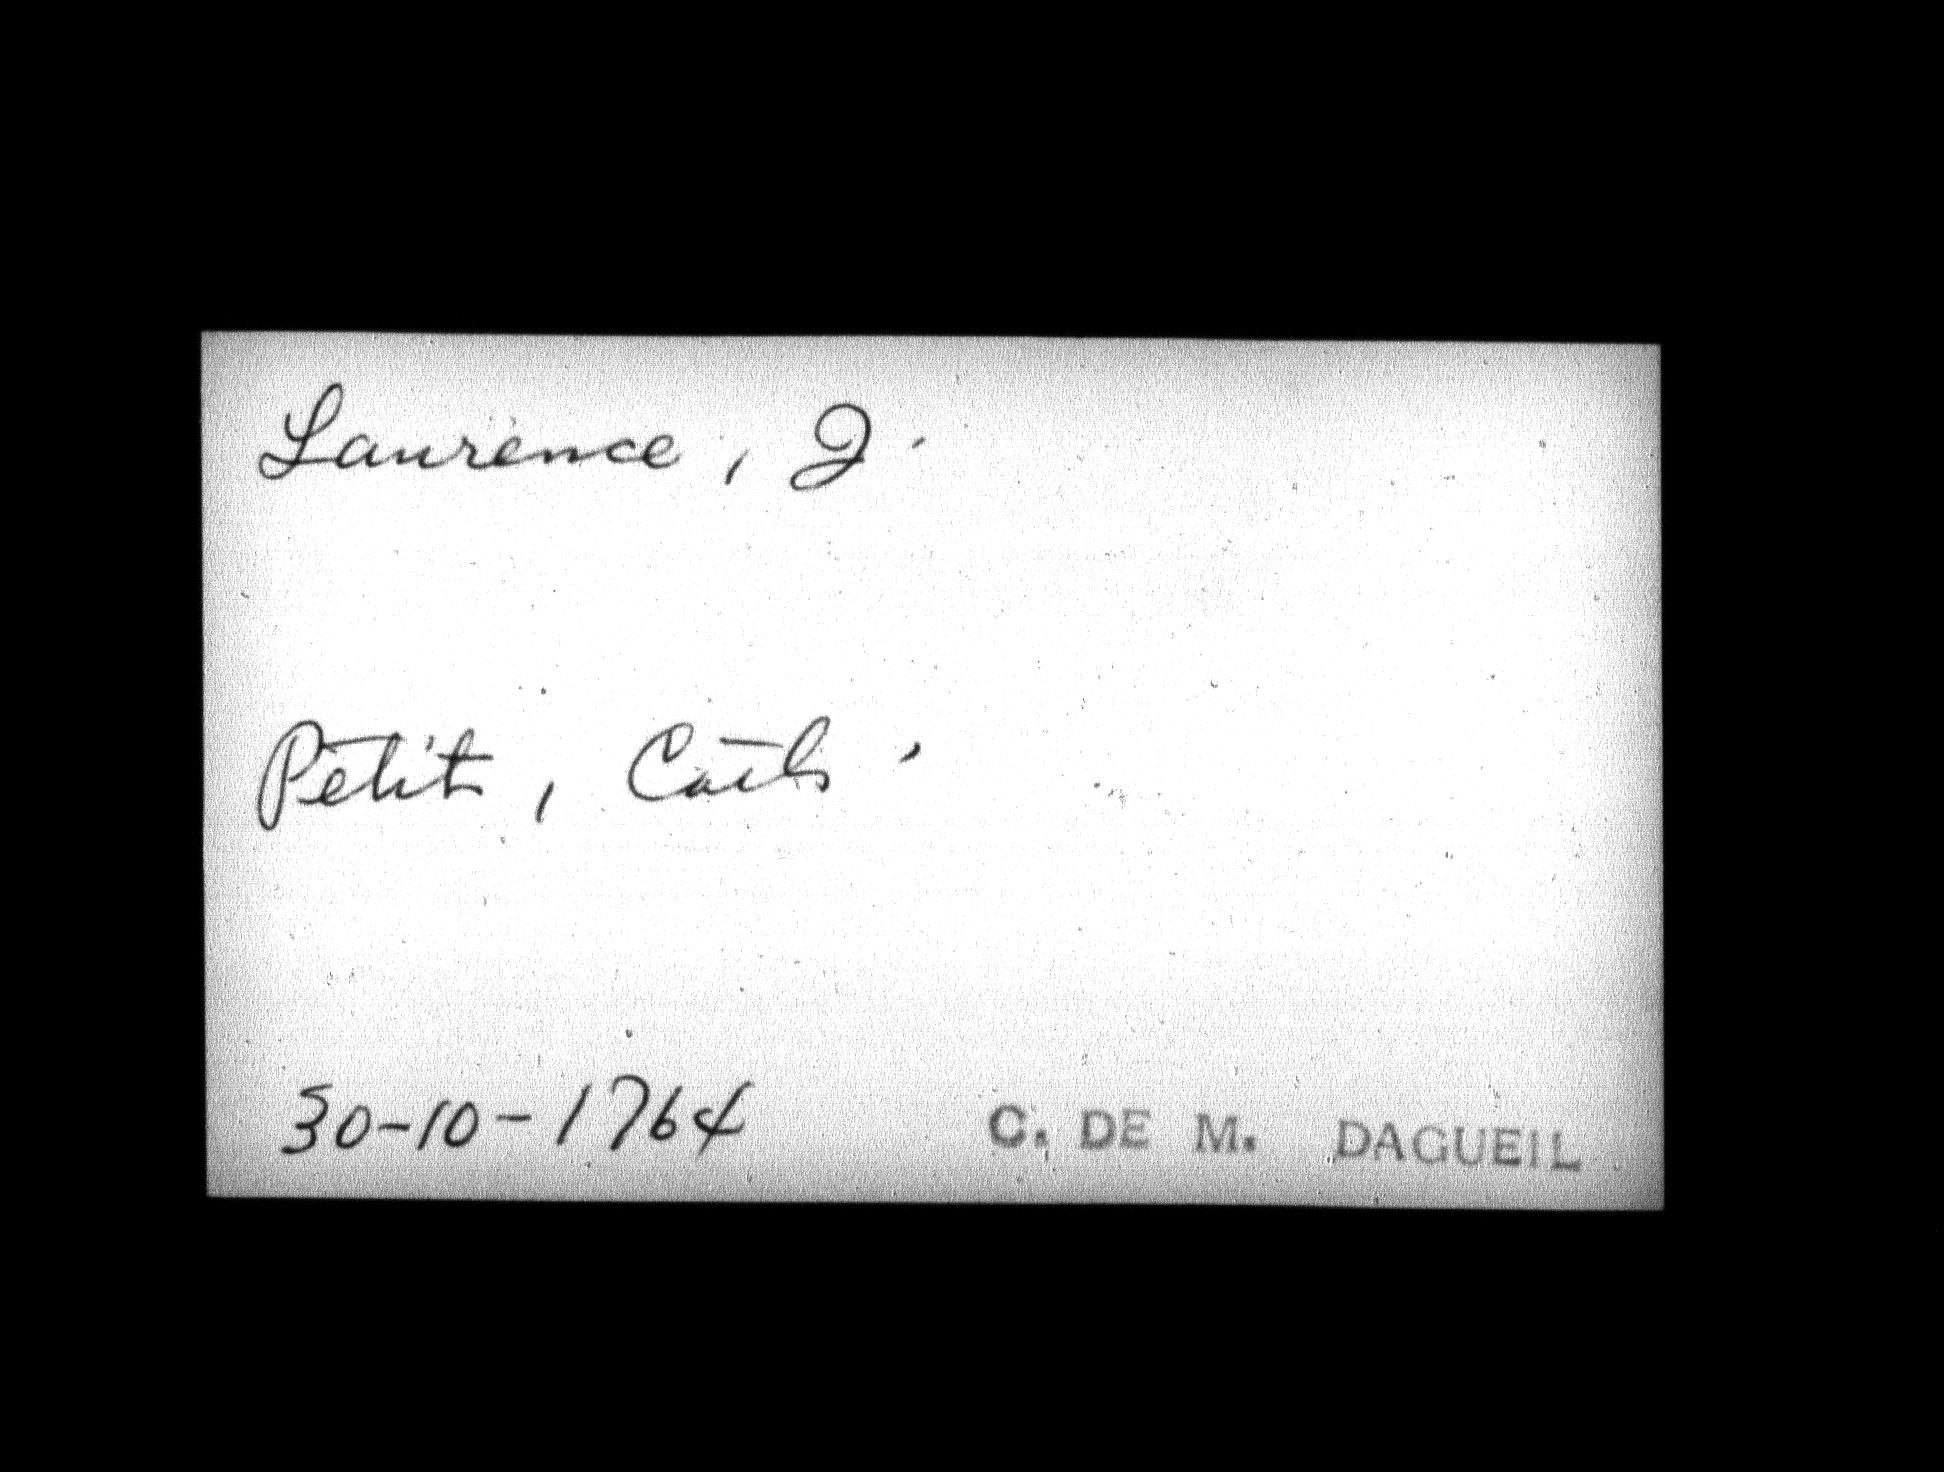 Laurence, J.
Petit, Cath.
30-10-1764 C. DE M. DAGUEIL